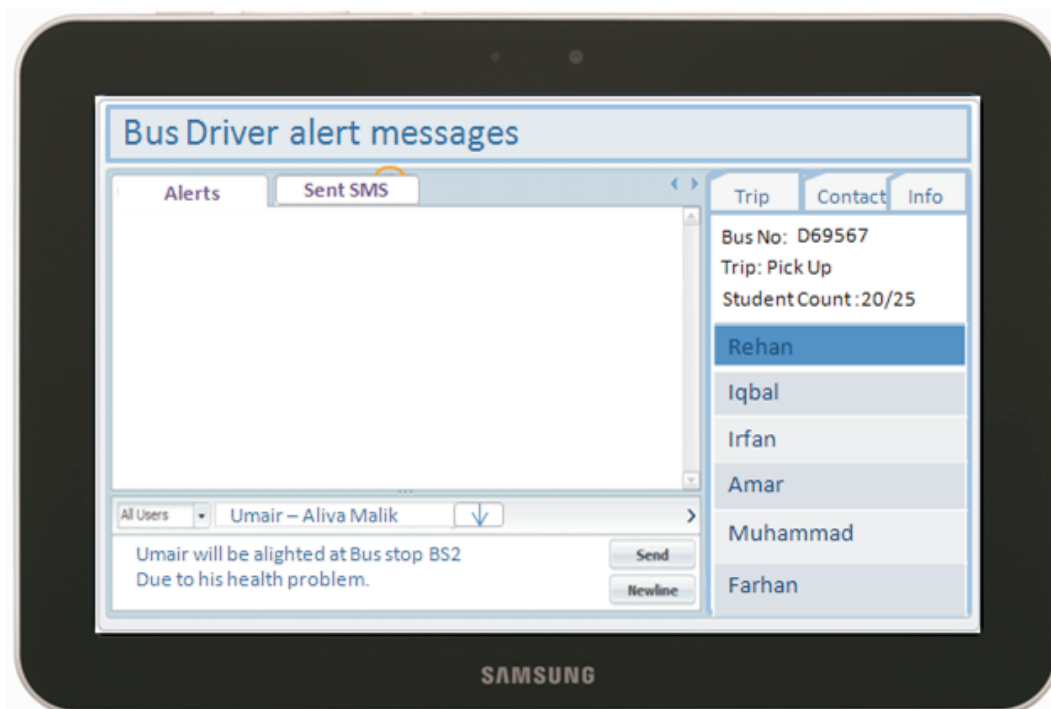 Bus Driver alert messages
Alerts
Sent SMS
Trip
Contact
Info
Bus No: D69567
Trip: Pick Up
Student Count :20/25
Rehan
Iqbal
Irfan
Amar
Muhammad
Farhan
All Users
Umair – Aliva Malik
Umair will be alighted at Bus stop BS2
Due to his health problem.
Send
Newline
SAMSUNG